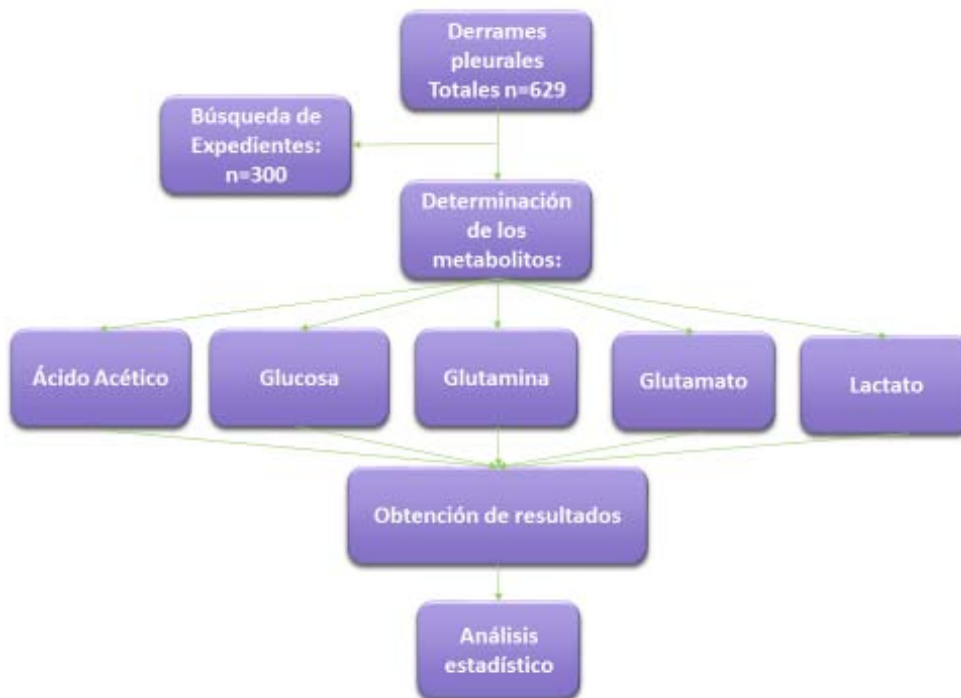 Derrames
pleurales
Totales n=629
Búsqueda de
Expedientes:
n=300
Determinación
de los
metabolitos:
Ácido Acético
Glucosa
Glutamina
Glutamato
Lactato
Obtención de resultados
Análisis
estadístico